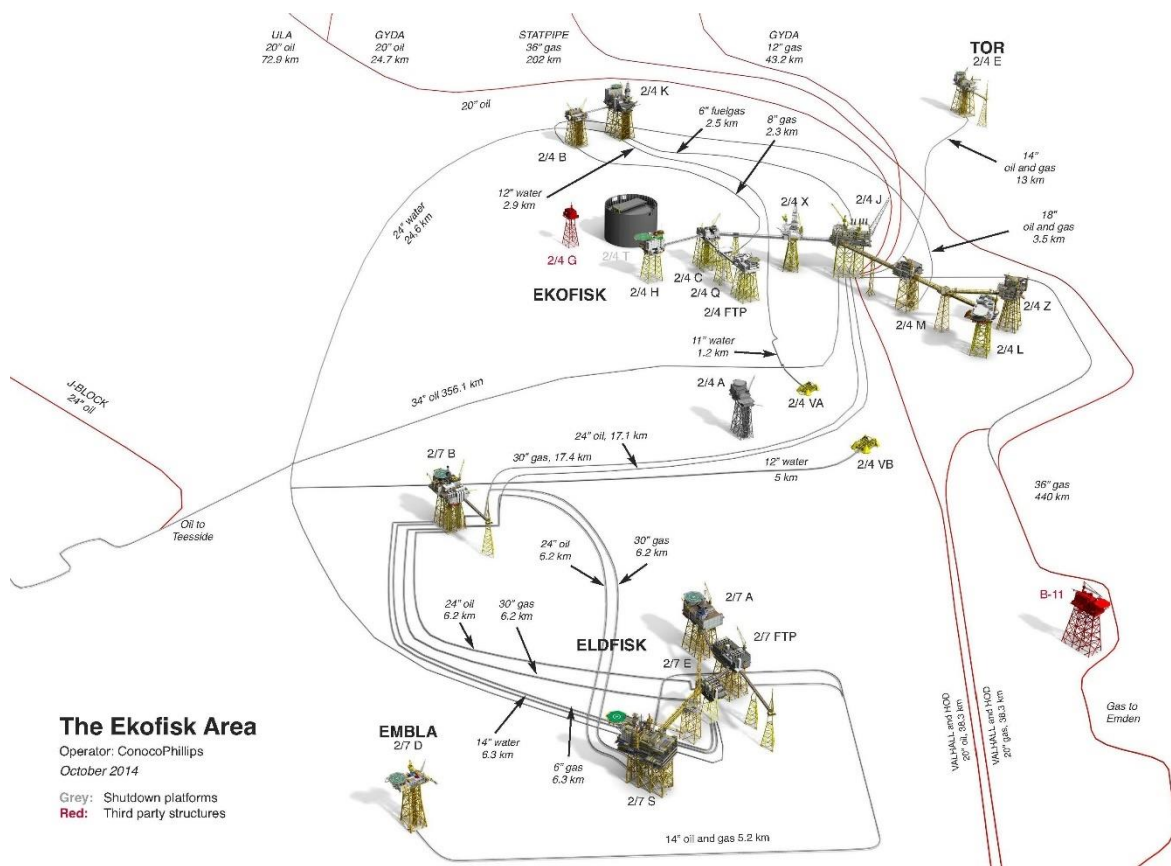 ULA
20" oil
72.9 km
GYDA
20" oil
24.7 km
STATPIPE
36" gas
202 km
GYDA
12" gas
43.2 km
TOR
2/4 E
20" oil
2/4 K
6" fuelgas
2.5 km
8" gas
2.3 km
2/4 B
14"
oil and gas
13 km
12" water
2.9 km
24" water
24,6 km
2/4 X
2/4 J
18"
oil and gas
3.5 km
2/4 G
2/4 T
EKOFISK
2/4 H
2/4 C
2/4 Q
2/4 FTP
2/4 M
2/4 Z
2/4 L
11" water
1.2 km
J-BLOCK
24" oil
34" oil 356.1 km
2/4 A
2/4 VA
24" oil, 17.1 km
2/7 B
30" gas, 17.4 km
12" water
5 km
2/4 VB
36" gas
440 km
Oil to
Teesside
24" oil
6.2 km
30" gas
6.2 km
24" oil
6.2 km
30" gas
6.2 km
2/7 A
B-11
ELDFISK
2/7 FTP
2/7 E
VALHALL and HOD
20" oil, 38.3 km
VALHALL and HOD
20" gas, 38.3 km
Gas to
Emden
The Ekofisk Area
Operator: ConocoPhillips
October 2014
Grey: Shutdown platforms
Red: Third party structures
EMBLA
2/7 D
14" water
6.3 km
6" gas
6.3 km
2/7 S
14" oil and gas 5.2 km